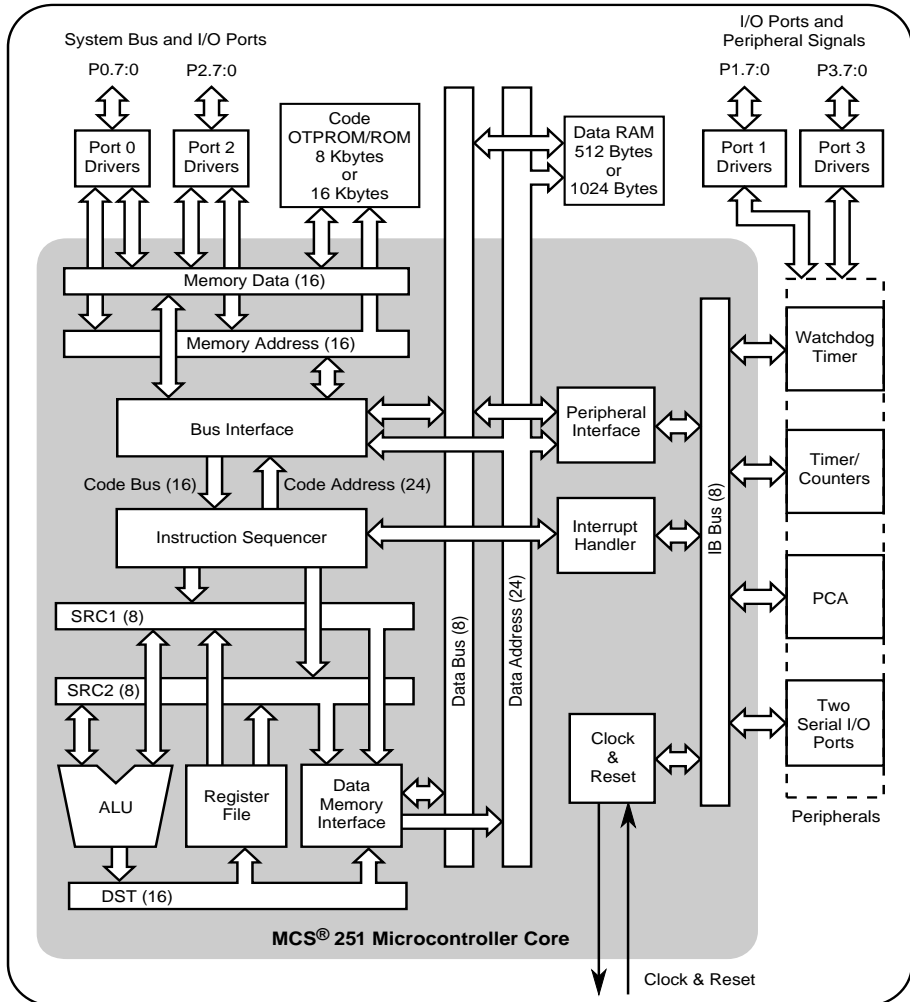 System Bus and I/O Ports
I/O Ports and
Peripheral Signals
P0.7:0
P2.7:0
P1.7:0
P3.7:0
Port 0
Drivers
Port 2
Drivers
Code
OTPROM/ROM
8 Kbytes
or
16 Kbytes
Data RAM
512 Bytes
or
1024 Bytes
Port 1
Drivers
Port 3
Drivers
Memory Data (16)
Memory Address (16)
Bus Interface
Code Bus (16)
Code Address (24)
Instruction Sequencer
SRC1 (8)
SRC2 (8)
ALU
Register
File
Data
Memory
Interface
DST (16)
Data Bus (8)
Data Address (24)
Peripheral
Interface
Interrupt
Handler
Clock
&
Reset
IB Bus (8)
Watchdog
Timer
Timer/
Counters
PCA
Two
Serial I/O
Ports
Peripherals
MCS® 251 Microcontroller Core
Clock & Reset